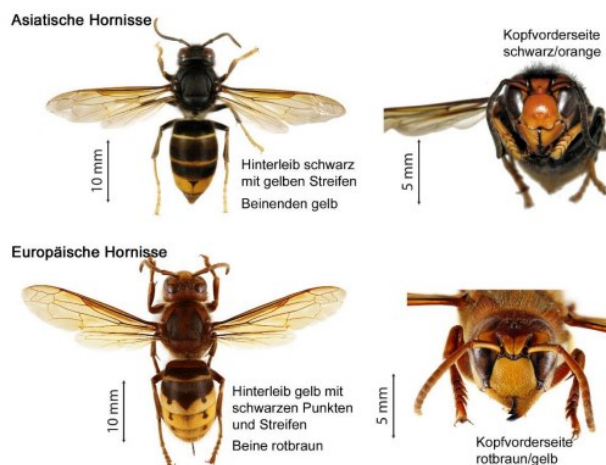 Asiatische Hornisse
Kopfvorderseite
schwarz/orange
10 mm
Hinterleib schwarz
mit gelben Streifen
Beinenden gelb
5 mm
Europäische Hornisse
10 mm
Hinterleib gelb mit
schwarzen Punkten
und Streifen
Beine rotbraun
5 mm
Kopfvorderseite
rotbraun/gelb